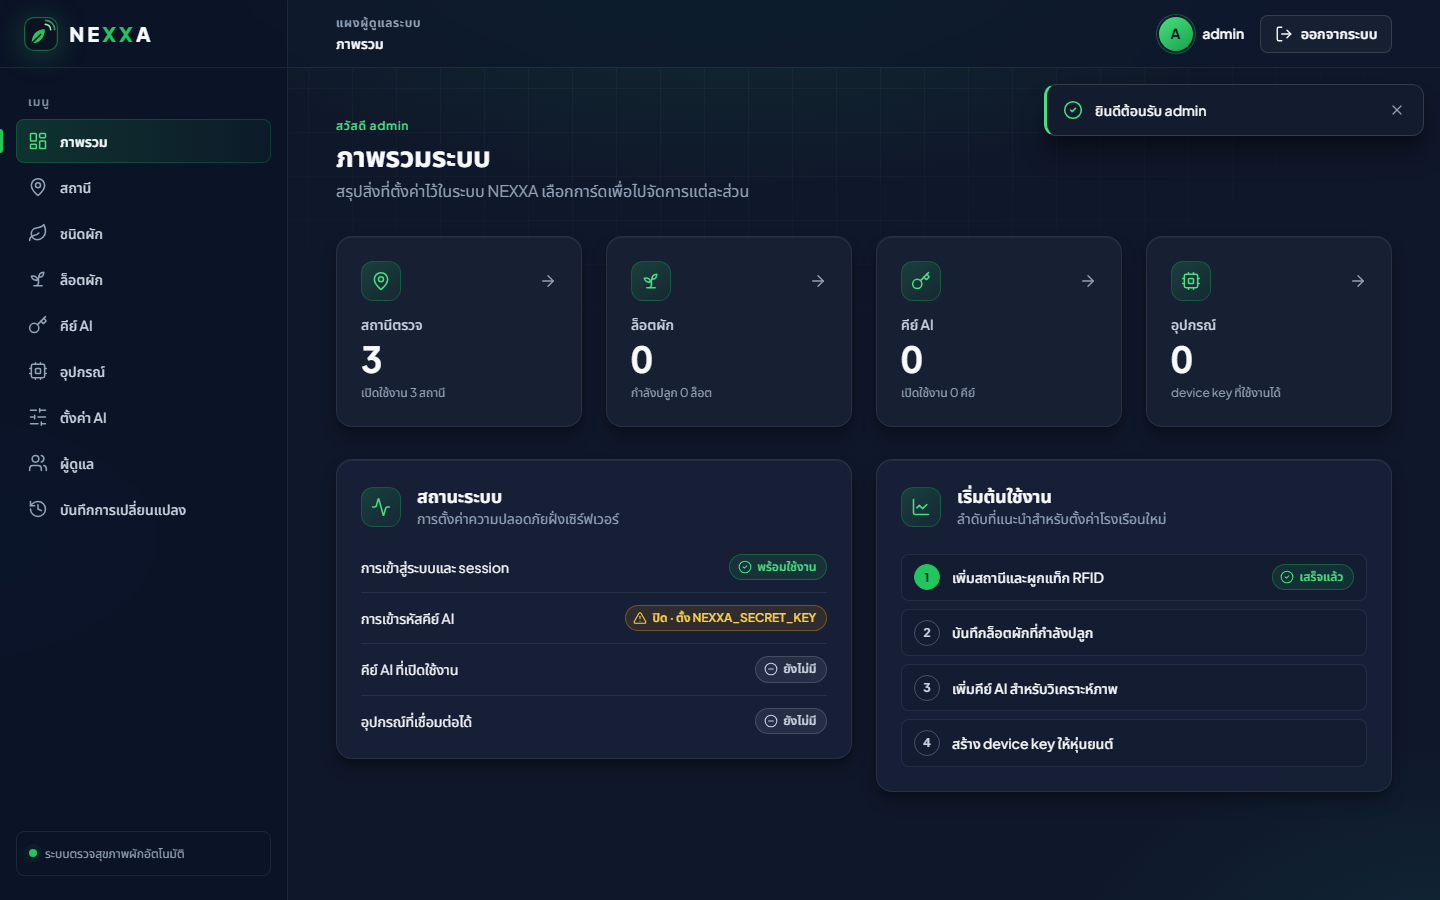 NEXXA
แผงผู้ดูแลระบบ
ภาพรวม
A
admin
ออกจากระบบ
ยินดีต้อนรับ admin
เมนู
ภาพรวม
สถานี
ชนิดผัก
ล็อตผัก
คีย์ AI
อุปกรณ์
ตั้งค่า AI
ผู้ดูแล
บันทึกการเปลี่ยนแปลง
ระบบตรวจสุขภาพผักอัตโนมัติ
สวัสดี admin
ภาพรวมระบบ
สรุปสิ่งที่ตั้งค่าไว้ในระบบ NEXXA เลือกการ์ดเพื่อไปจัดการแต่ละส่วน
สถานีตรวจ
3
เปิดใช้งาน 3 สถานี
ล็อตผัก
0
กำลังปลูก 0 ล็อต
คีย์ AI
0
เปิดใช้งาน 0 คีย์
อุปกรณ์
0
device key ที่ใช้งานได้
สถานะระบบ
การตั้งค่าความปลอดภัยฝั่งเซิร์ฟเวอร์
การเข้าสู่ระบบและ session
พร้อมใช้งาน
การเข้ารหัสคีย์ AI
ปิด · ตั้ง NEXXA_SECRET_KEY
คีย์ AI ที่เปิดใช้งาน
ยังไม่มี
อุปกรณ์ที่เชื่อมต่อได้
ยังไม่มี
เริ่มต้นใช้งาน
ลำดับที่แนะนำสำหรับตั้งค่าโรงเรือนใหม่
1 เพิ่มสถานีและผูกแท็ก RFID
เสร็จแล้ว
2 บันทึกล็อตผักที่กำลังปลูก
3 เพิ่มคีย์ AI สำหรับวิเคราะห์ภาพ
4 สร้าง device key ให้หุ่นยนต์